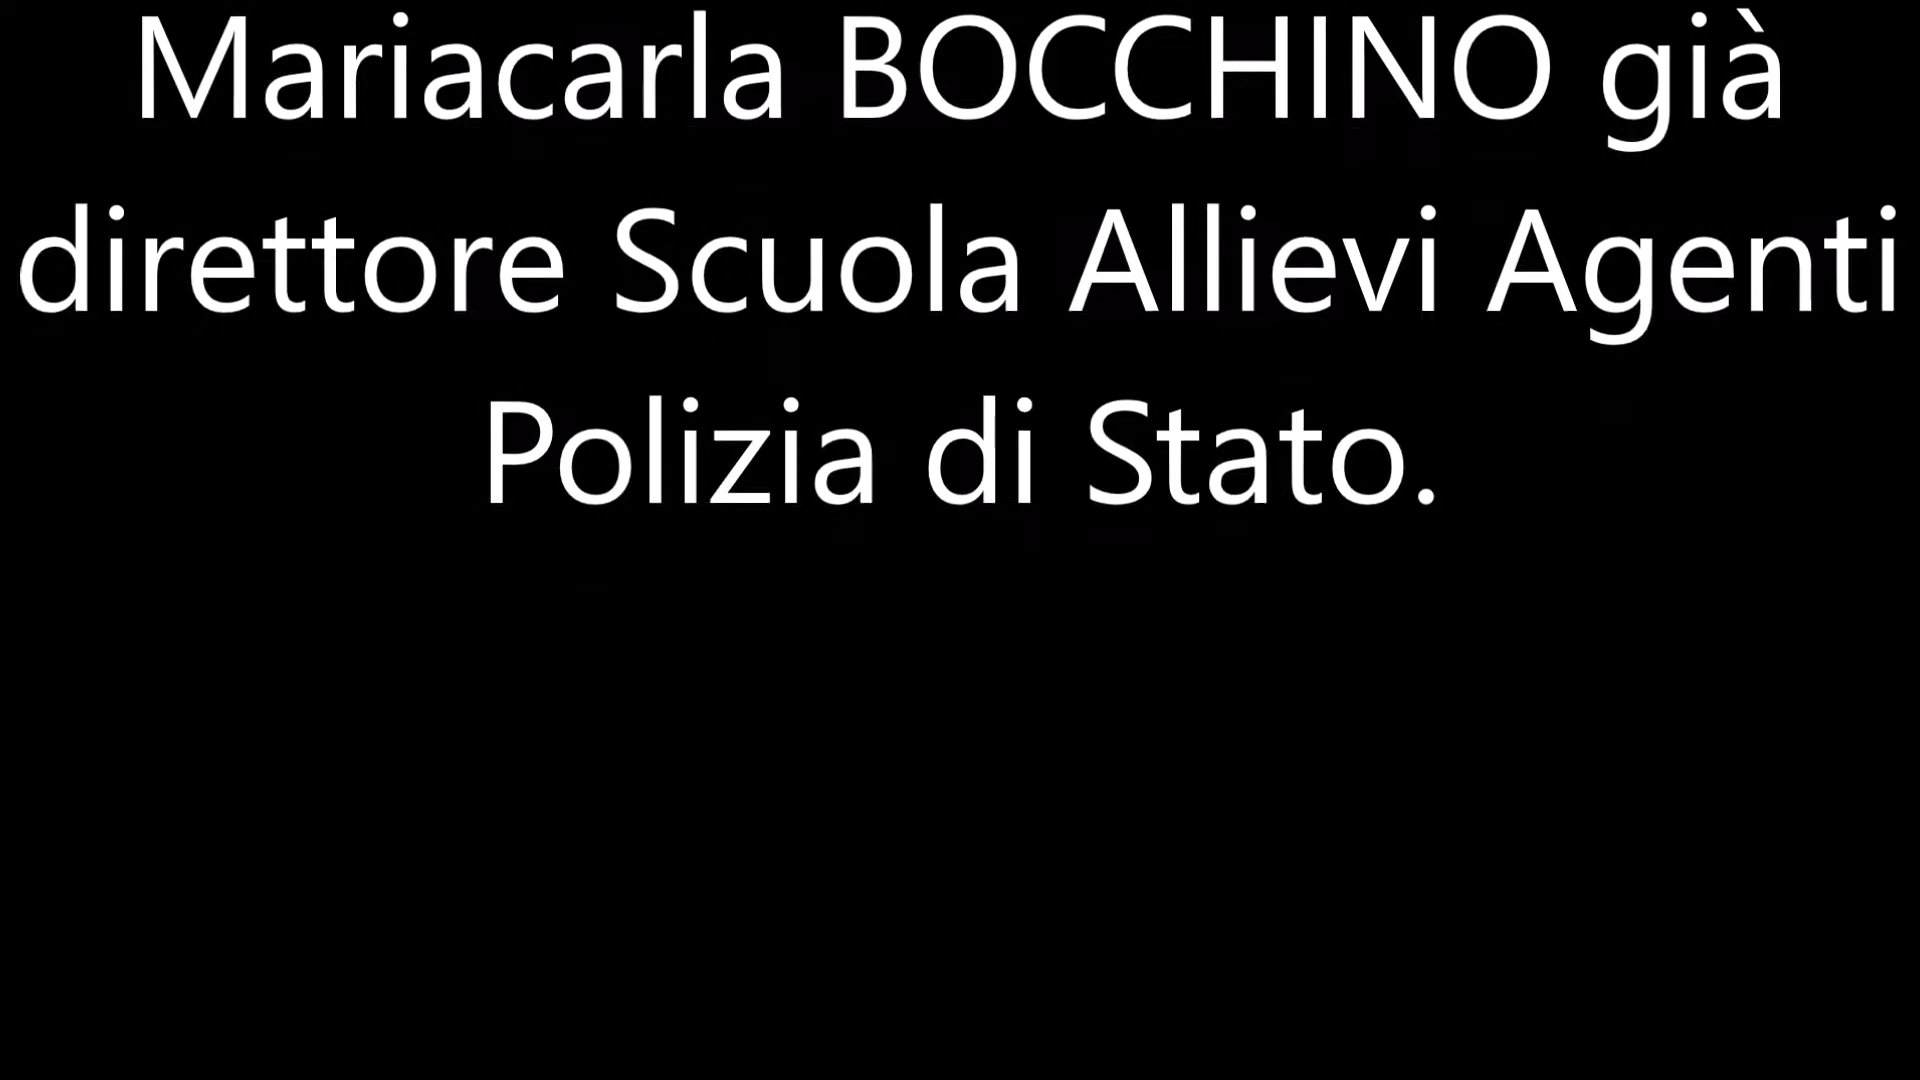 Mariacarla BOCCHINO già
direttore Scuola Allievi Agenti
Polizia di Stato.